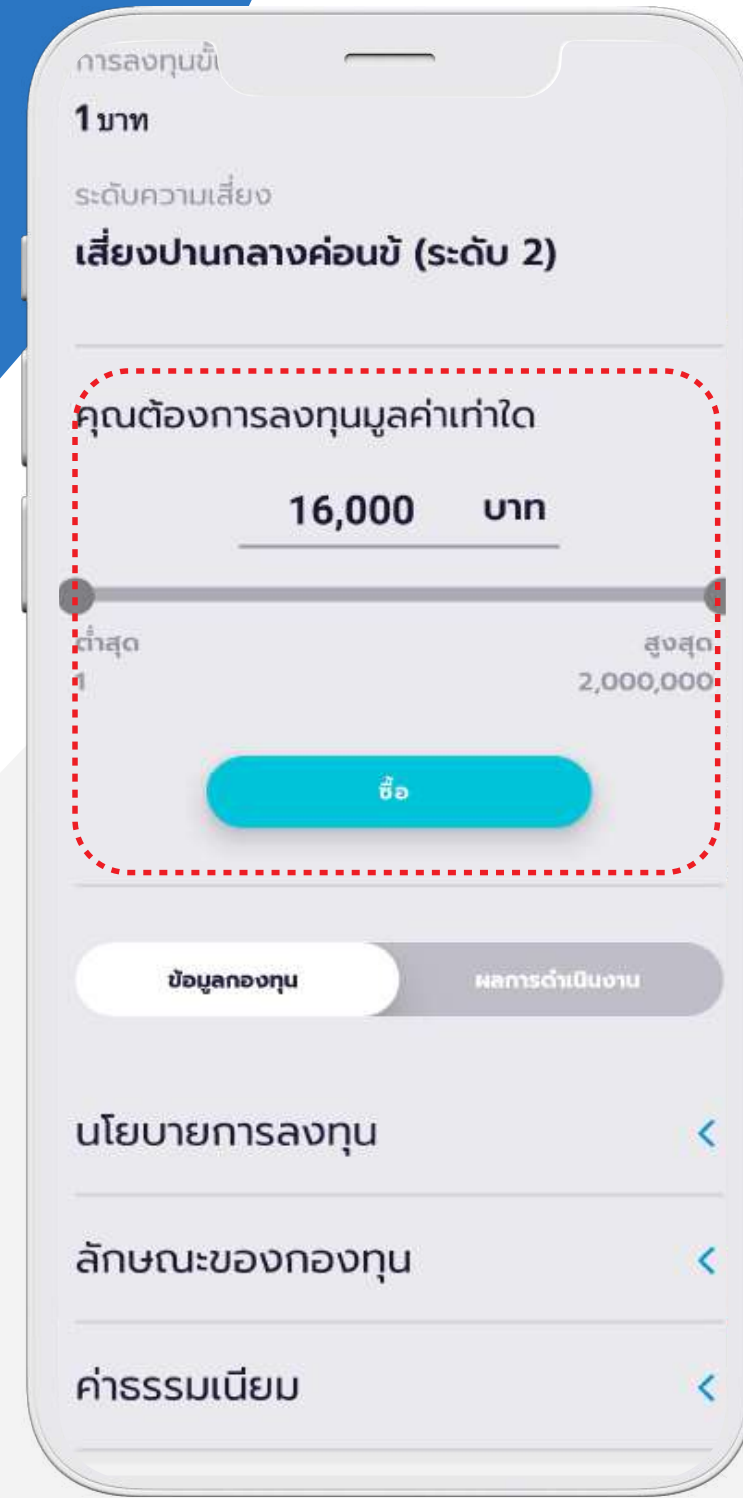 การลงทุนขั้
1 บาท
ระดับความเสี่ยง
เสี่ยงปานกลางค่อนข้ (ระดับ 2)
คุณต้องการลงทุนมูลค่าเท่าใด
16,000 บาท
ต่ำสุด สูงสุด
1 2,000,000
ซื้อ
ข้อมูลกองทุน ผลการดำเนินงาน
นโยบายการลงทุน
ลักษณะของกองทุน
ค่าธรรมเนียม